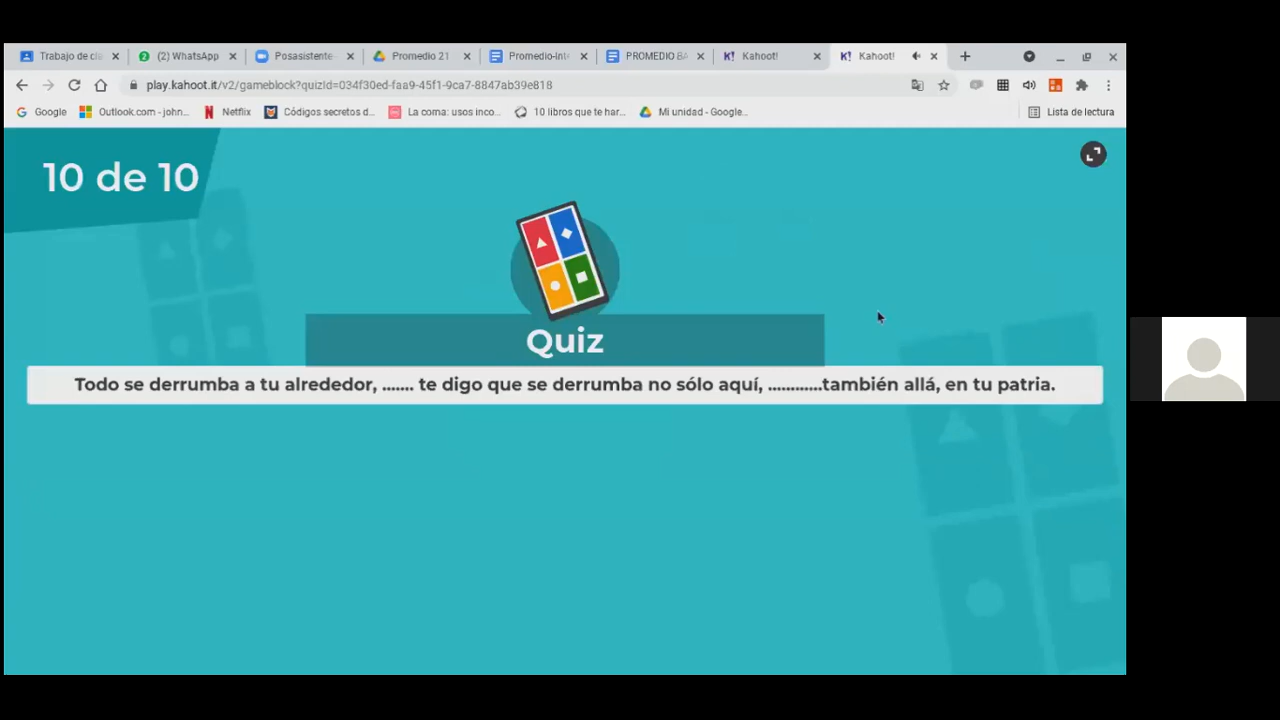 Trabajo de cla
(2) WhatsApp
Posasistente
Promedio 21
Promedio-Int
PROMEDIO BA
Kahoot!
Kahoot!
play.kahoot.it/v2/gameblock?quizId=034f30ed-faa9-45f1-9ca7-8847ab39e818
Google
Outlook.com - john...
Netflix
Códigos secretos d...
La coma: usos inco...
10 libros que te har...
Mi unidad - Google...
Lista de lectura
10 de 10
Quiz
Todo se derrumba a tu alrededor, ....... te digo que se derrumba no sólo aquí, ............también allá, en tu patria.